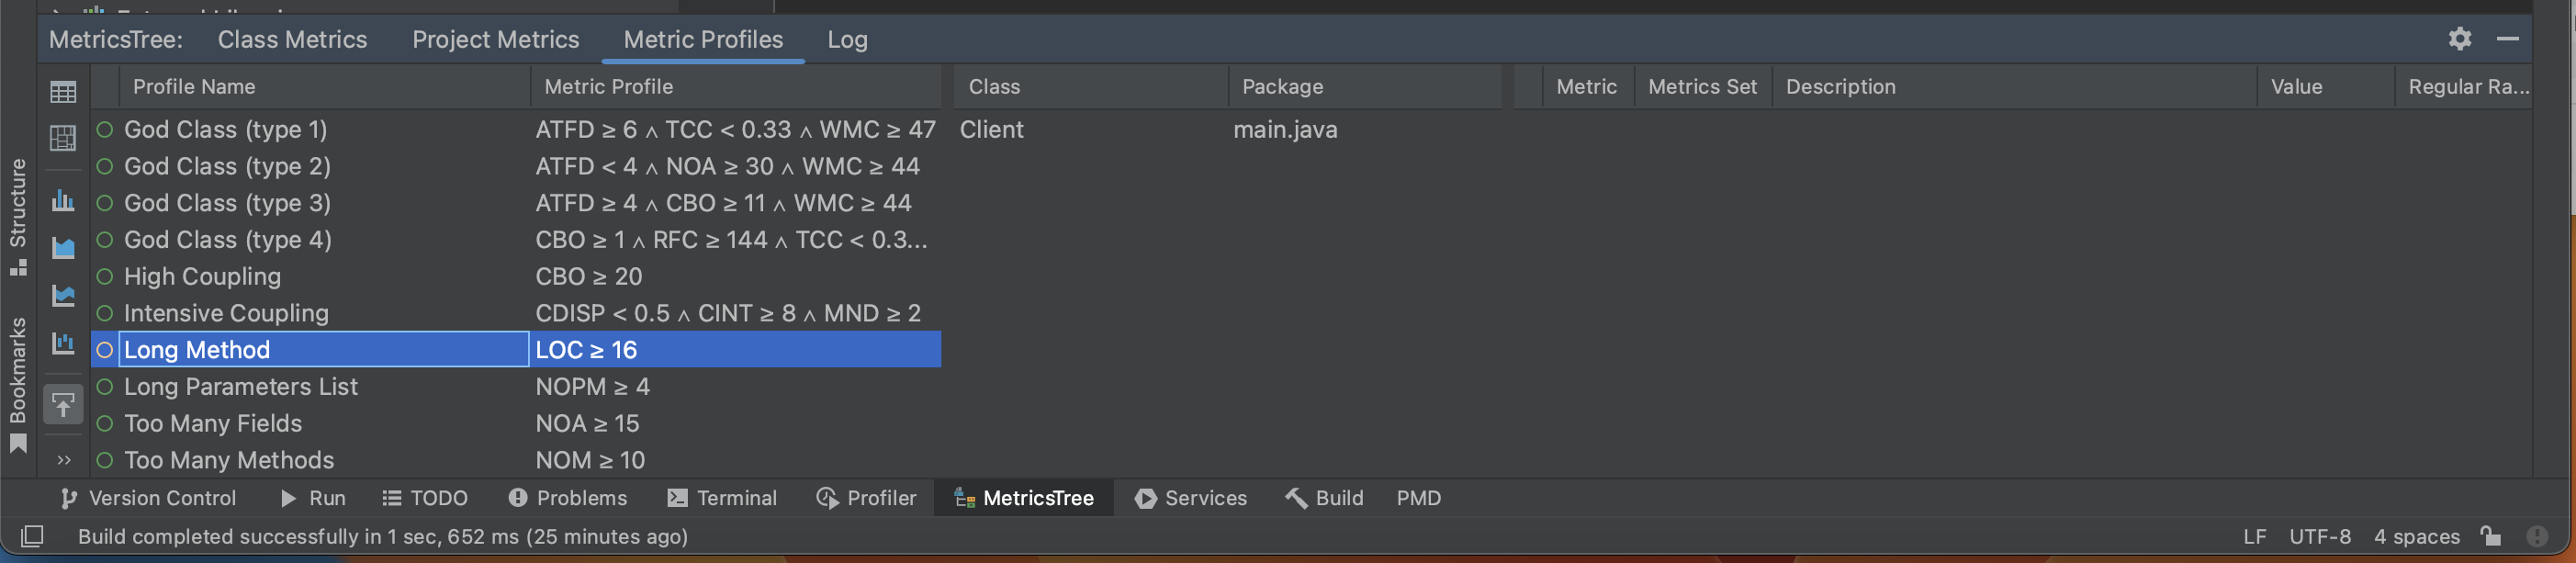 MetricsTree: Class Metrics Project Metrics Metric Profiles Log
Profile Name Metric Profile Class Package Metric Metrics Set Description Value Regular Ra...
God Class (type 1) ATFD ≥ 6 ∧ TCC < 0.33 ∧ WMC ≥ 47 Client main.java
God Class (type 2) ATFD < 4 ∧ NOA ≥ 30 ∧ WMC ≥ 44
God Class (type 3) ATFD ≥ 4 ∧ CBO ≥ 11 ∧ WMC ≥ 44
God Class (type 4) CBO ≥ 1 ∧ RFC ≥ 144 ∧ TCC < 0.3...
High Coupling CBO ≥ 20
Intensive Coupling CDISP < 0.5 ∧ CINT ≥ 8 ∧ MND ≥ 2
Long Method LOC ≥ 16
Long Parameters List NOPM ≥ 4
Too Many Fields NOA ≥ 15
Too Many Methods NOM ≥ 10
Structure
Bookmarks
Version Control Run TODO Problems Terminal Profiler MetricsTree Services Build PMD
Build completed successfully in 1 sec, 652 ms (25 minutes ago) LF UTF-8 4 spaces